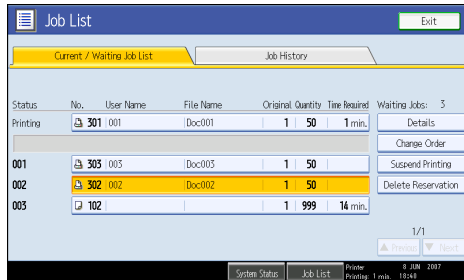 Job List
Exit
Current / Waiting Job List
Job History
Status No. User Name File Name Original Quantity Time Required Waiting Jobs: 3
Printing 301 001 Doc001 1 50 1 min. Details
Change Order
001 303 003 Doc003 1 50 Suspend Printing
002 302 002 Doc002 1 50 Delete Reservation
003 102 1 999 14 min.
1/1
Previous Next
System Status Job List Printer 8 JUN 2007
Printing: 1 min. 18:40